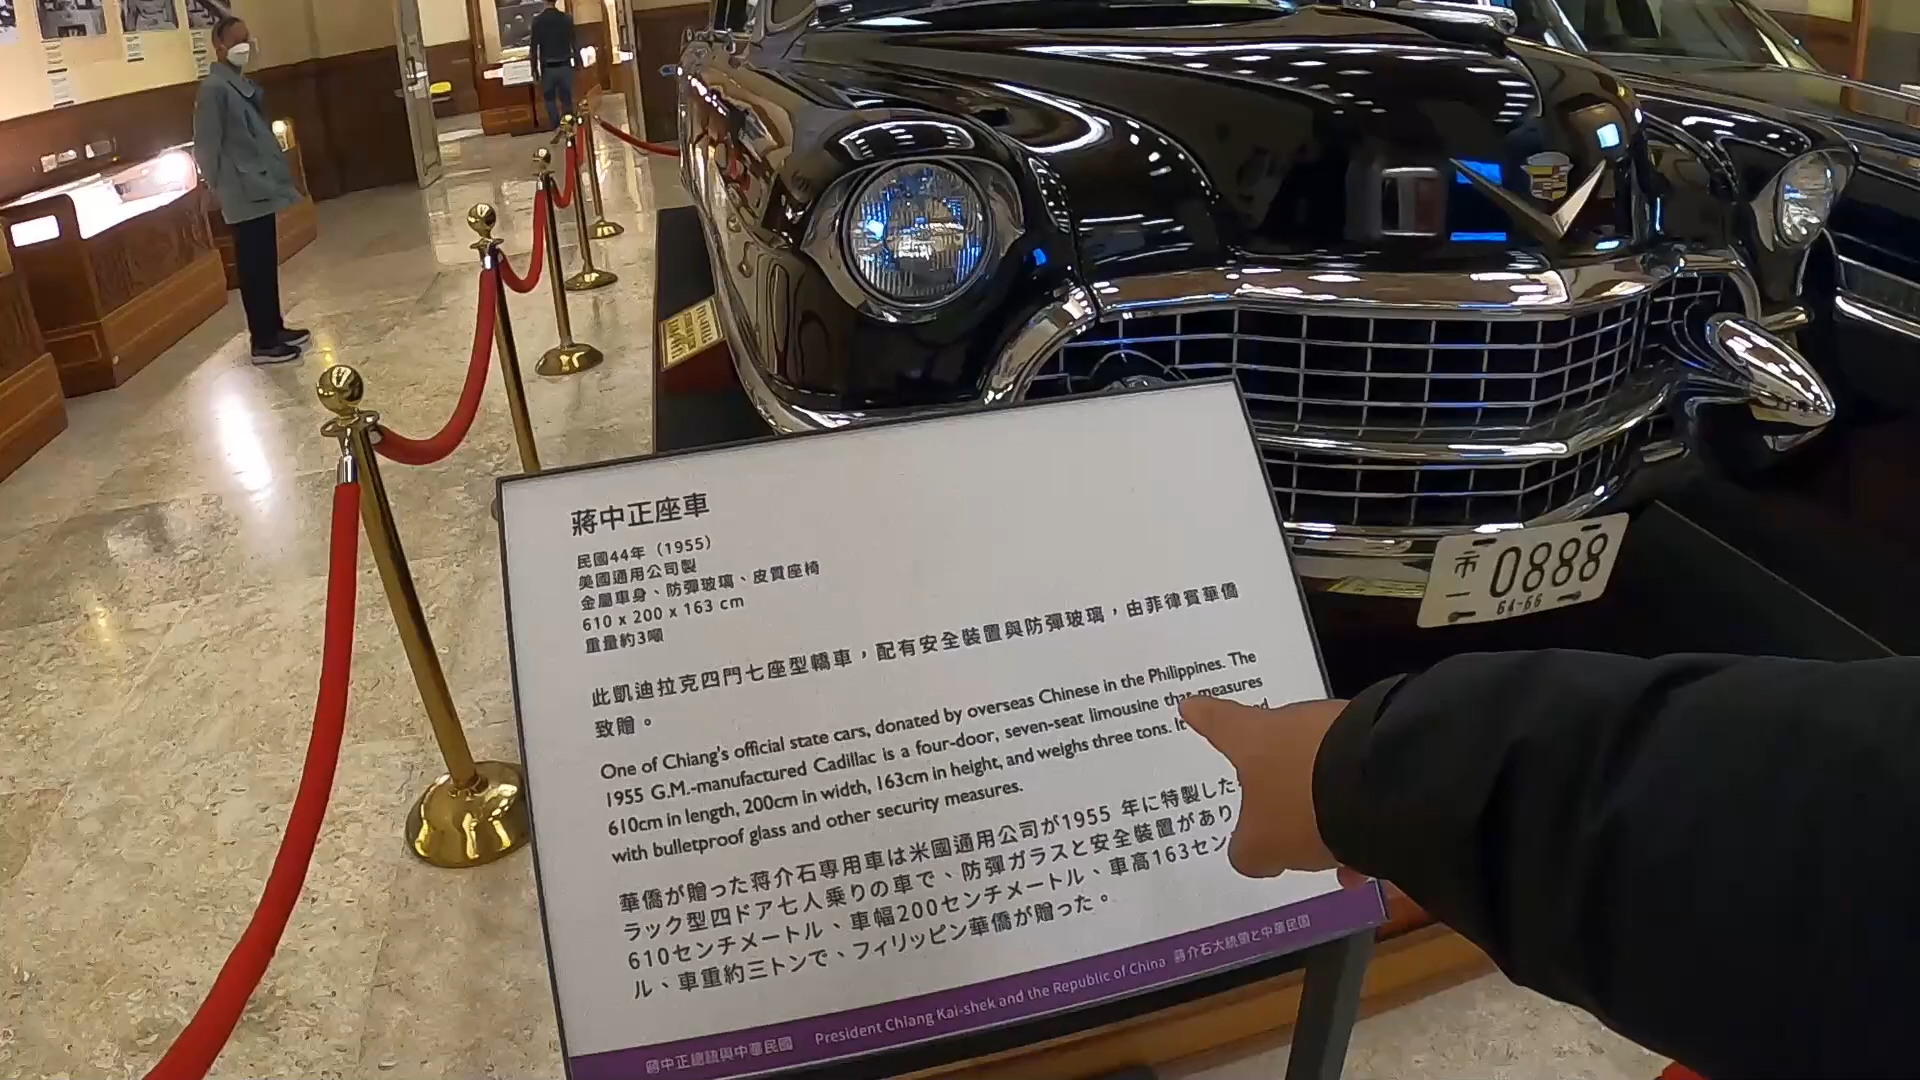 蔣中正座車
民國44年（1955）
美國通用公司製
金屬車身、防彈玻璃、皮質座椅
610 x 200 x 163 cm
重量約3噸
此凱迪拉克四門七座型轎車，配有安全裝置與防彈玻璃，由菲律賓華僑
致贈。
One of Chiang's official state cars, donated by overseas Chinese in the Philippines. The
1955 G.M.-manufactured Cadillac is a four-door, seven-seat limousine that measures
610cm in length, 200cm in width, 163cm in height, and weighs three tons. It
with bulletproof glass and other security measures.
華僑が贈った蒋介石専用車は米國通用公司が1955 年に特製した
ラック型四ドア七人乗りの車で、防彈ガラスと安全裝置があり
610センチメートル、車幅200センチメートル、車高163セン
ル、車重約三トンで、フィリッピン華僑が贈った。
蔣中正總統與中華民國 President Chiang Kai-shek and the Republic of China 蔣介石大統領と中華民国
市 0888
64-66